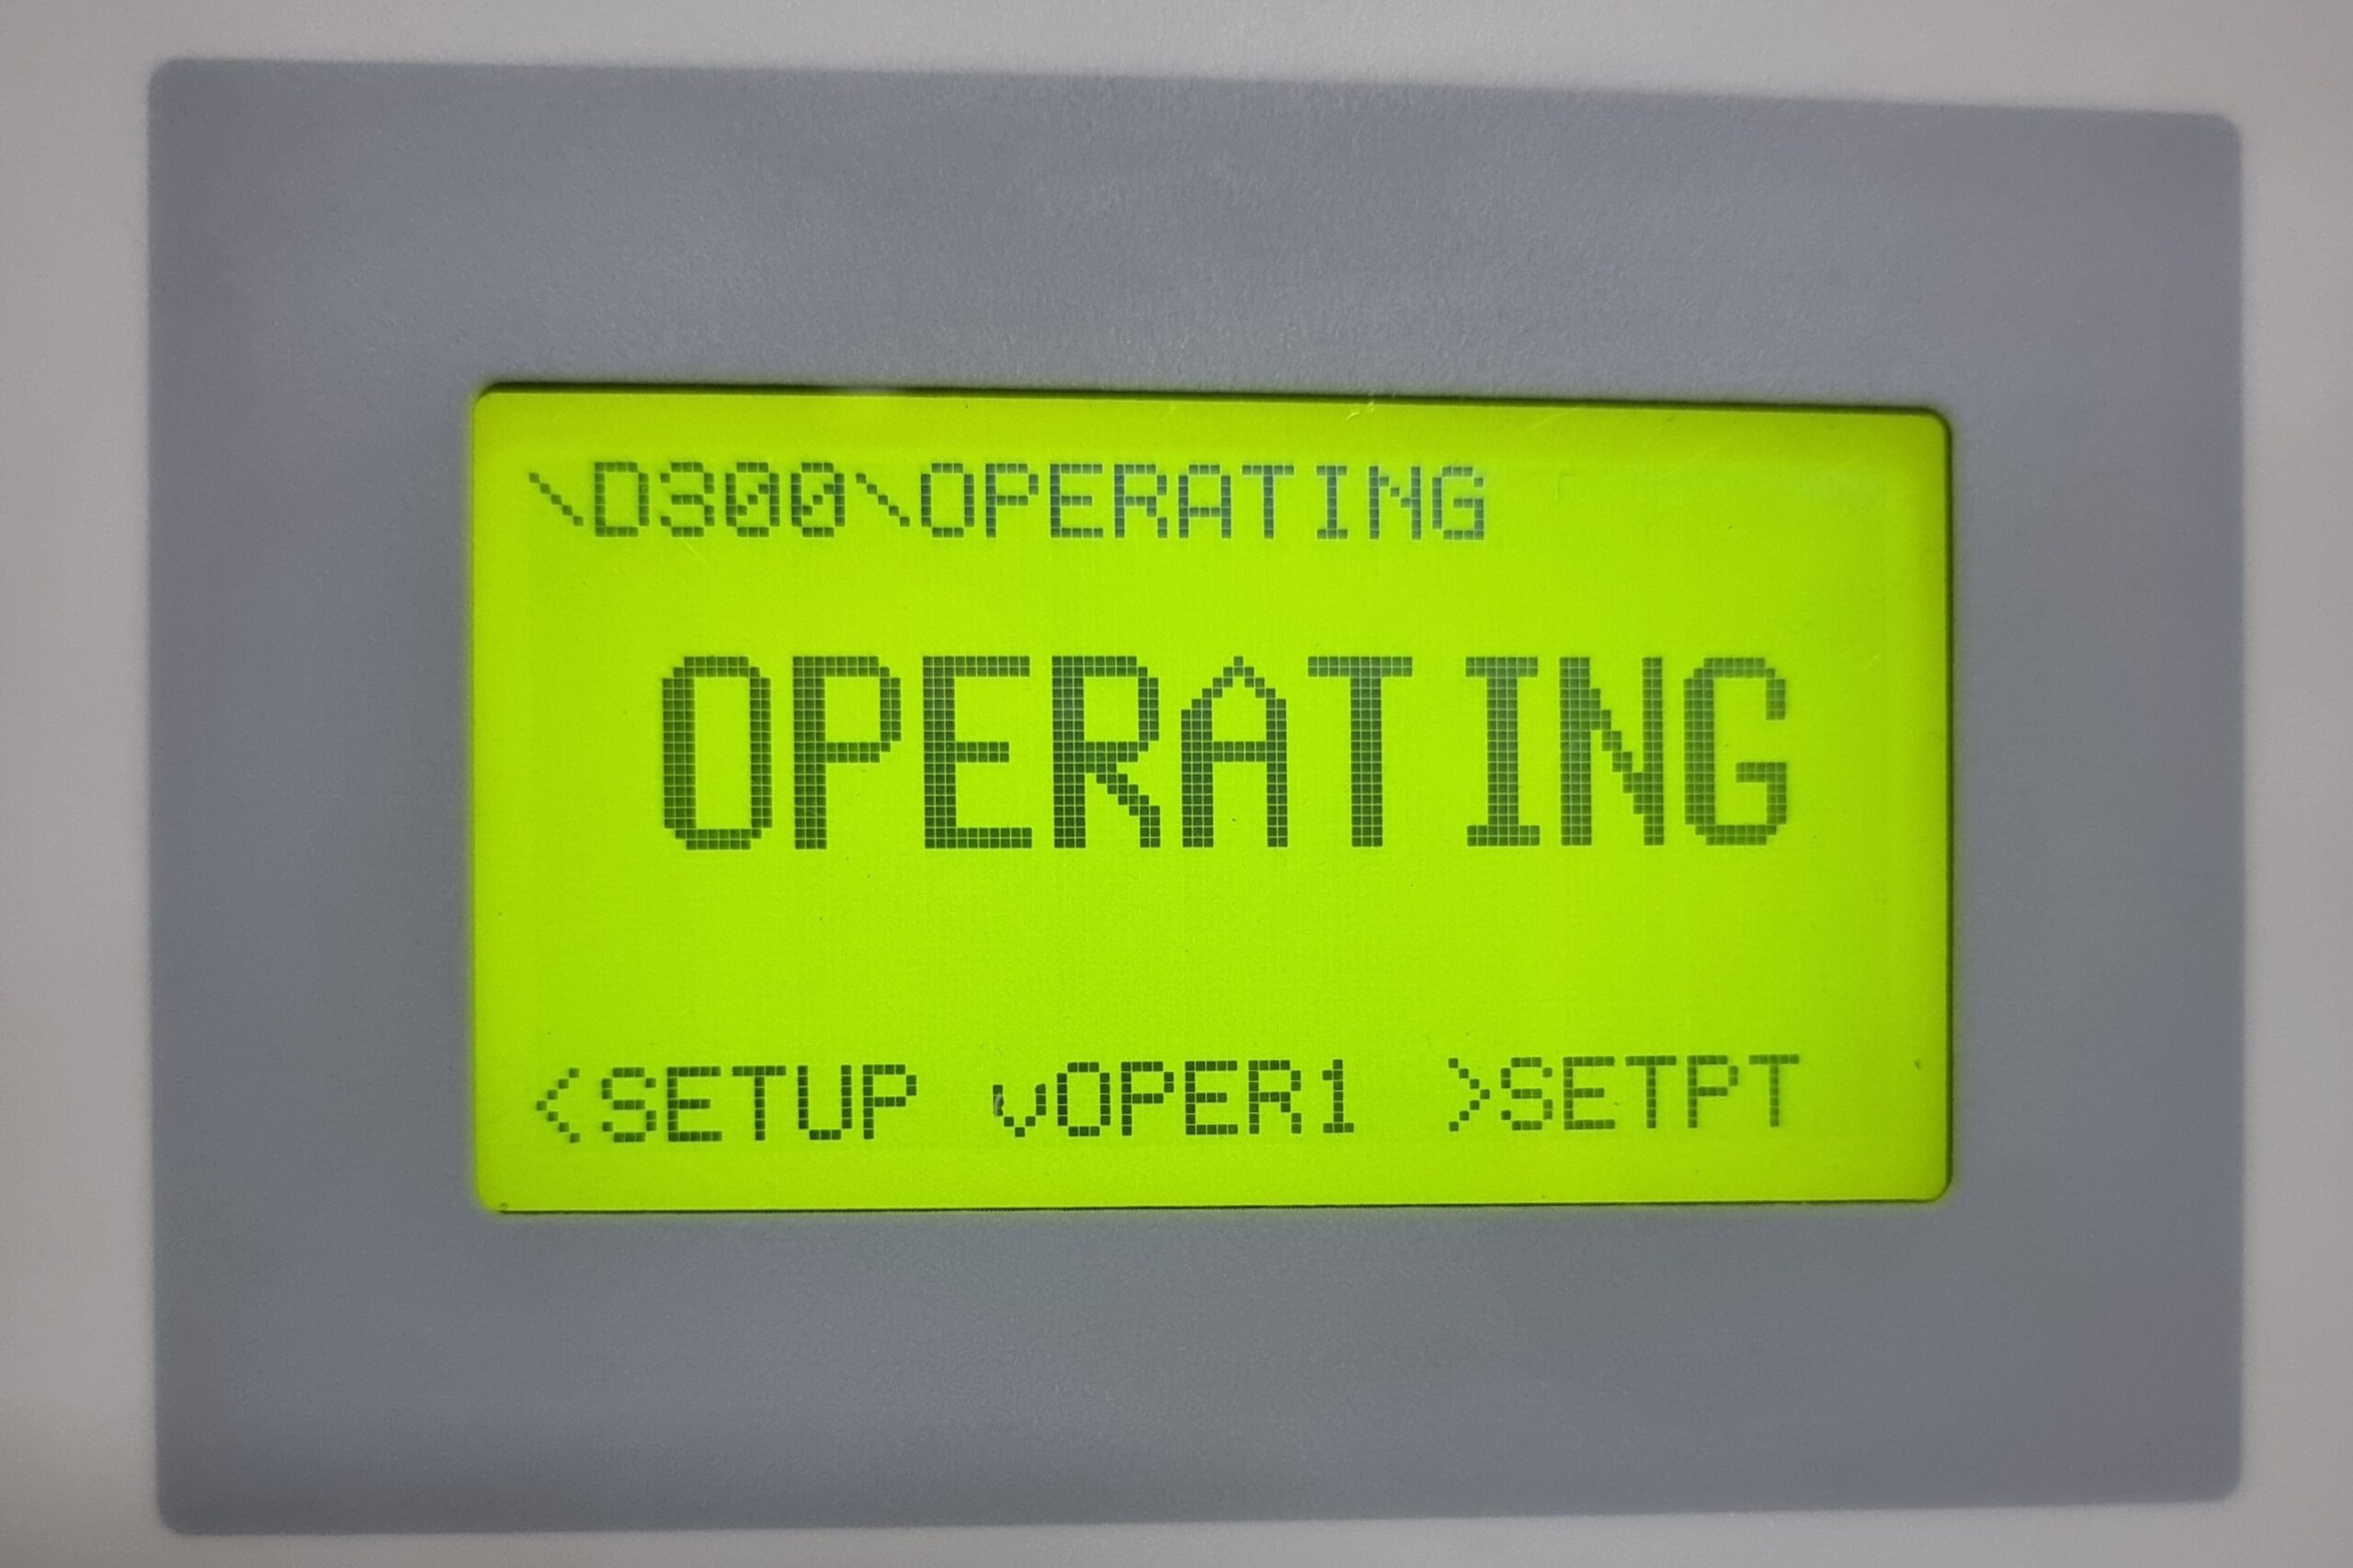 \D300\OPERATING
OPERATING
<SETUP vOPER1 >SETPT